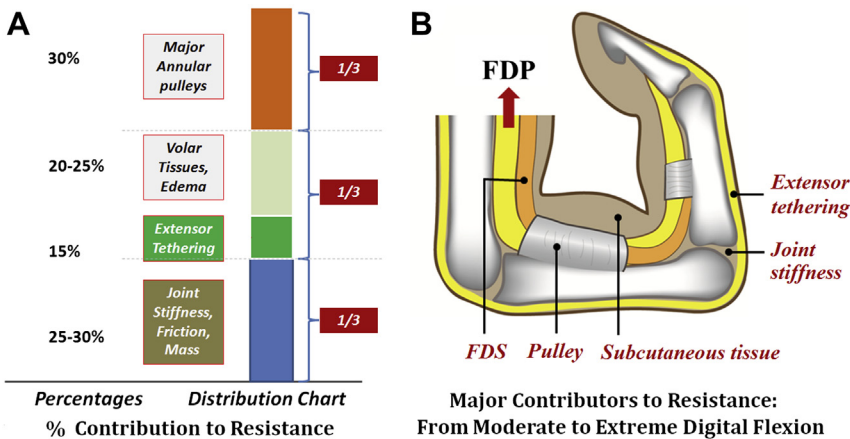 A
30%
Major
Annular
pulleys
1/3
20-25%
Volar
Tissues,
Edema
1/3
Extensor
Tethering
15%
Joint
Stiffness,
Friction,
Mass
1/3
25-30%
Percentages
Distribution Chart
% Contribution to Resistance
B
FDP
Extensor
tethering
Joint
stiffness
FDS
Pulley
Subcutaneous tissue
Major Contributors to Resistance:
From Moderate to Extreme Digital Flexion